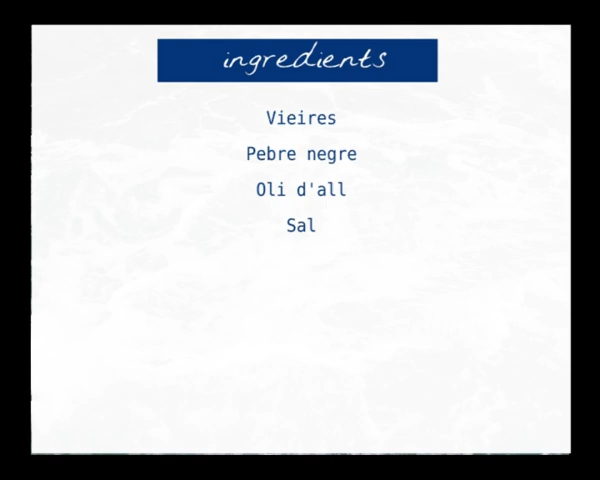 ingredients
Vieires
Pebre negre
Oli d'all
Sal